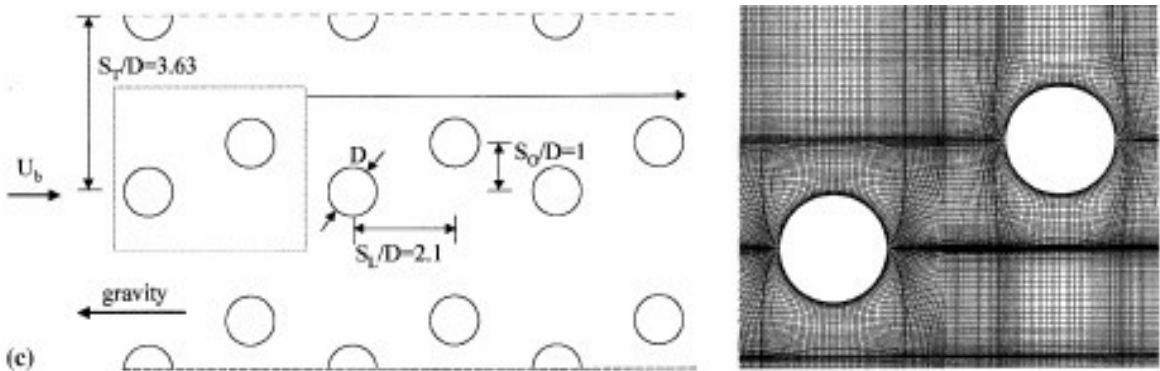 S_T/D=3.63
U_b
D
S_O/D=1
S_L/D=2.1
gravity
(c)